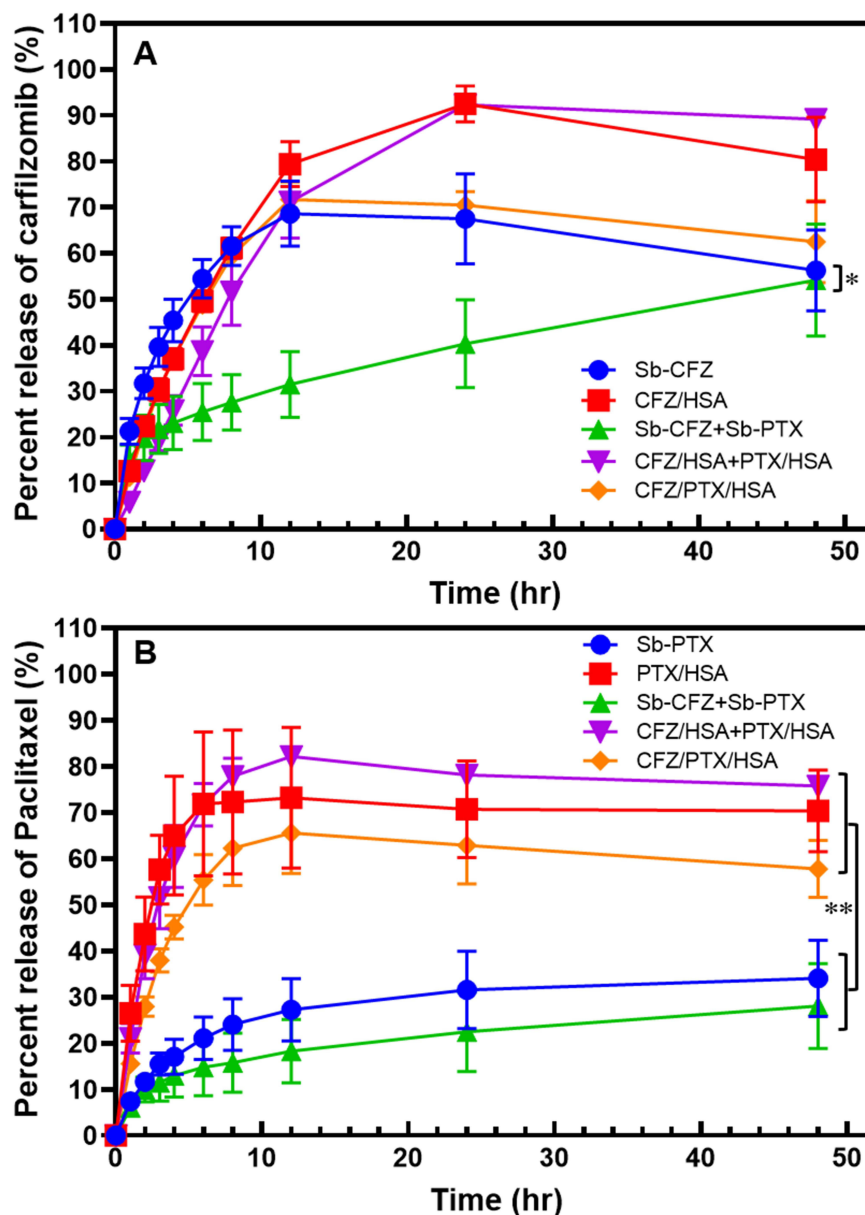 A
Percent release of carfilzomib (%)
110
100
90
80
70
60
50
40
30
20
10
0
Sb-CFZ
CFZ/HSA
Sb-CFZ+Sb-PTX
CFZ/HSA+PTX/HSA
CFZ/PTX/HSA
*
0 10 20 30 40 50
Time (hr)
B
Percent release of Paclitaxel (%)
110
100
90
80
70
60
50
40
30
20
10
0
Sb-PTX
PTX/HSA
Sb-CFZ+Sb-PTX
CFZ/HSA+PTX/HSA
CFZ/PTX/HSA
**
0 10 20 30 40 50
Time (hr)